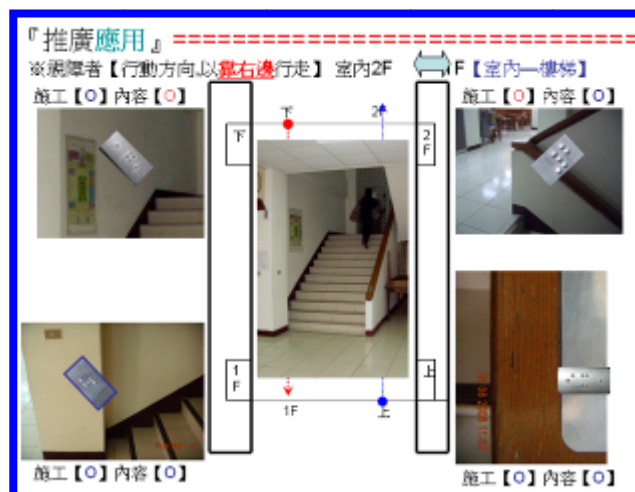 『推廣應用』
※視障者【行動方向,以靠右邊行走】 室內2F F【室內一樓梯】
施工【O】內容【O】 施工【O】內容【O】
下 2F
下 2F
1F 上
1F 上
施工【O】內容【O】 施工【O】內容【O】